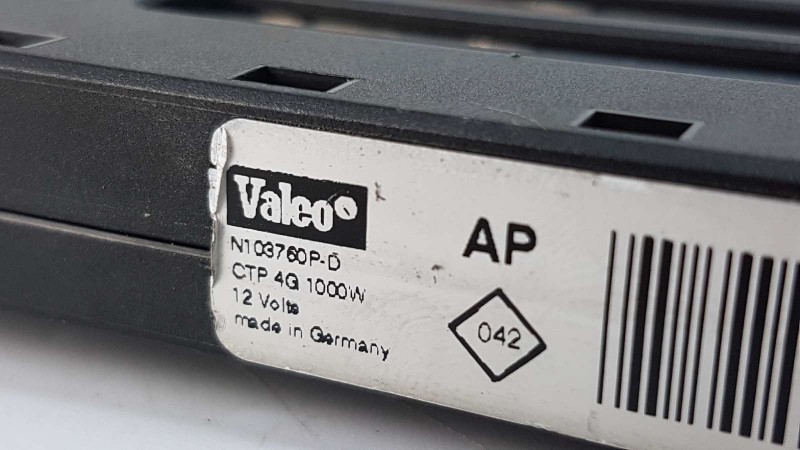 Valeo
N103760P-D
CTP 4G 1000W
12 Volts
made in Germany
AP
042